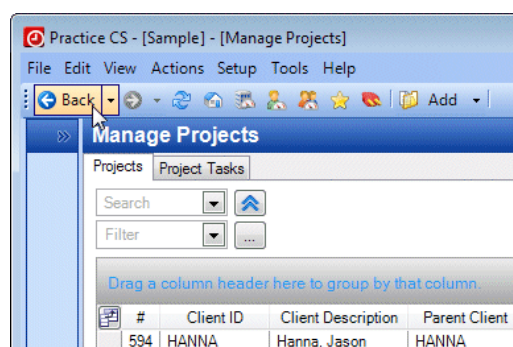 Practice CS - [Sample] - [Manage Projects]
File Edit View Actions Setup Tools Help
Back Add
Manage Projects
Projects Project Tasks
Search
Filter ...
Drag a column header here to group by that column.
# Client ID Client Description Parent Client
594 HANNA Hanna, Jason HANNA